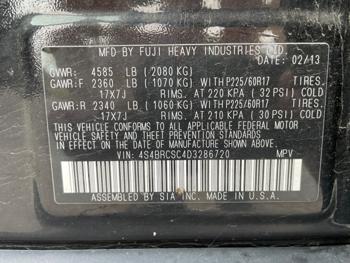 MFD BY FUJI HEAVY INDUSTRIES LTD.
DATE: 02/13
GVWR: 4585 LB (2080 KG)
GAWR:F 2360 LB (1070 KG) WITH P225/60R17 TIRES,
17X7J RIMS, AT 220 KPA ( 32 PSI) COLD
GAWR:R 2340 LB (1060 KG) WITH P225/60R17 TIRES,
17X7J RIMS, AT 210 KPA ( 30 PSI) COLD
THIS VEHICLE CONFORMS TO ALL APPLICABLE FEDERAL MOTOR
VEHICLE SAFETY AND THEFT PREVENTION STANDARDS
IN EFFECT ON THE DATE OF MANUFACTURE SHOWN ABOVE.
VIN: 4S4BRCSC4D3286720 MPV
ASSEMBLED BY SIA INC. MADE IN U.S.A.